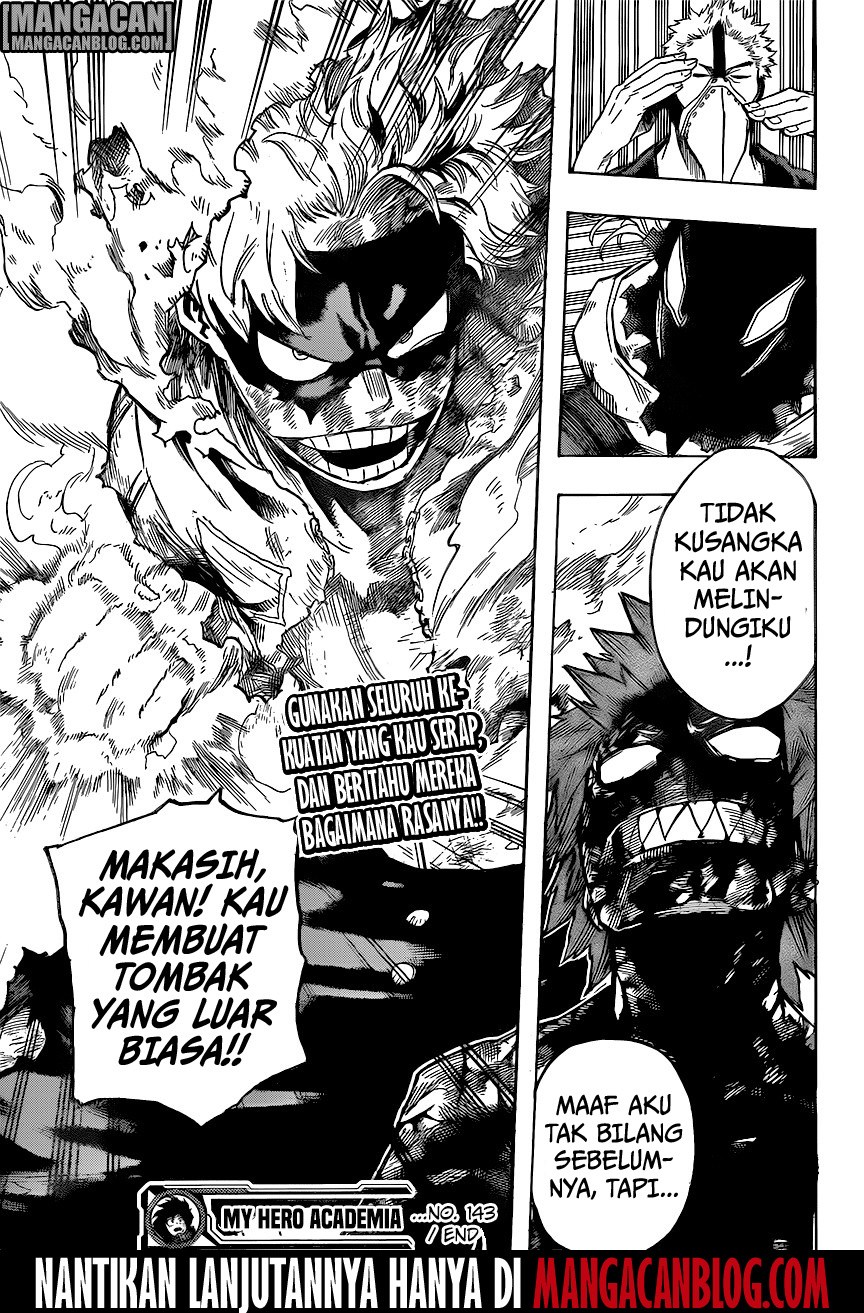 MANGACAN
MANGACANBLOG.COM
TIDAK
KUSANGKA
KAU AKAN
MELIN-
DUNGIKU
...!
MAAF AKU
TAK BILANG
SEBELUM-
NYA, TAPI...
GUNAKAN SELURUH KE-
KUATAN YANG KAU SERAP,
DAN BERITAHU MEREKA
BAGAIMANA RASANYA!!
MAKASIH,
KAWAN! KAU
MEMBUAT
TOMBAK
YANG LUAR
BIASA!!
MY HERO ACADEMIA ...NO. 143
/ END
NANTIKAN LANJUTANNYA HANYA DI MANGACANBLOG.COM